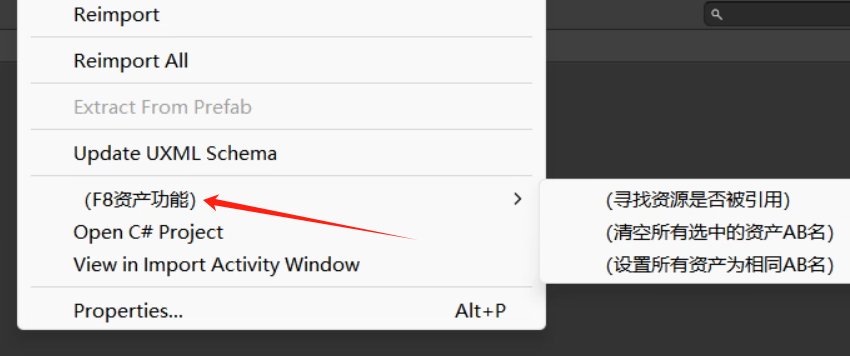 Reimport
Reimport All
Extract From Prefab
Update UXML Schema
(F8资产功能)
(寻找资源是否被引用)
Open C# Project
(清空所有选中的资产AB名)
View in Import Activity Window
(设置所有资产为相同AB名)
Properties... Alt+P